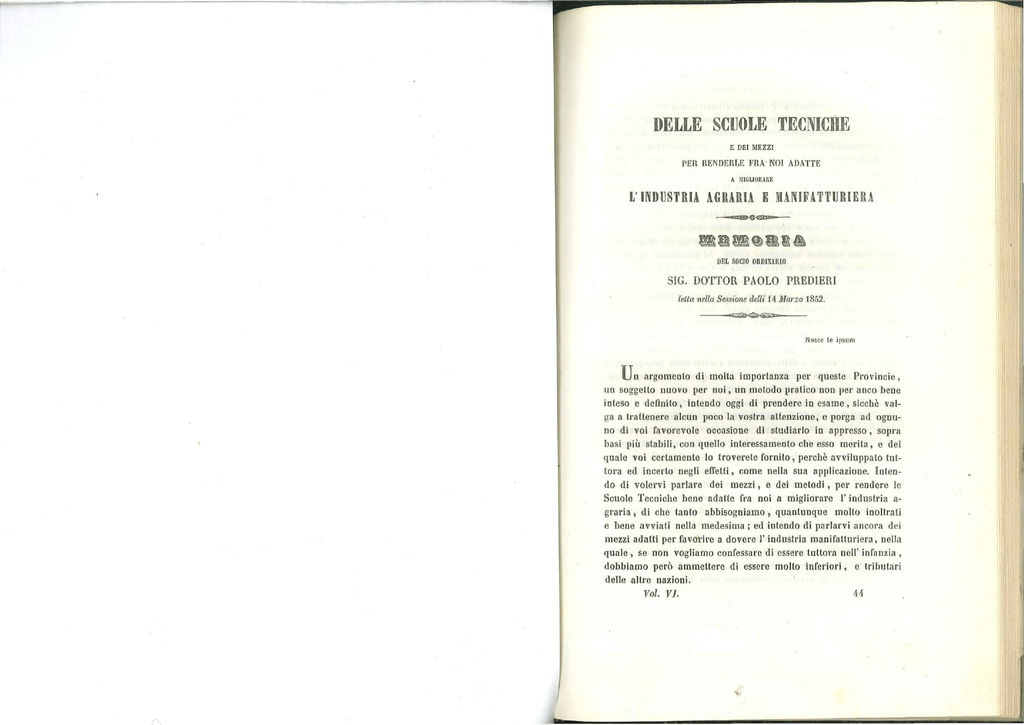 DELLE SCUOLE TECNICHE
E DEI MEZZI
PER RENDERLE FRA NOI ADATTE
A MIGLIORARE
L'INDUSTRIA AGRARIA E MANIFATTURIERA
MEMORIA
DEL SOCIO ORDINARIO
SIG. DOTTOR PAOLO PREDIERI
letta nella Sessione delli 14 Marzo 1852.
Nosce te ipsum
Un argomento di molta importanza per queste Provincie,
un soggetto nuovo per noi, un metodo pratico non per anco bene
inteso e definito, intendo oggi di prendere in esame, sicchè val-
ga a trattenere alcun poco la vostra attenzione, e porga ad ognu-
no di voi favorevole occasione di studiarlo in appresso, sopra
basi più stabili, con quello interessamento che esso merita, e del
quale voi certamente lo troverete fornito, perchè avviluppato tut-
tora ed incerto negli effetti, come nella sua applicazione. Inten-
do di volervi parlare dei mezzi, e dei metodi, per rendere le
Scuole Tecniche bene adatte fra noi a migliorare l'industria a-
graria, di che tanto abbisogniamo, quantunque molto inoltrati
e bene avviati nella medesima; ed intendo di parlarvi ancora dei
mezzi adatti per favorire a dovere l'industria manifatturiera, nella
quale, se non vogliamo confessare di essere tuttora nell'infanzia,
dobbiamo però ammettere di essere molto inferiori, e tributari
delle altre nazioni.
Vol. VI. 44